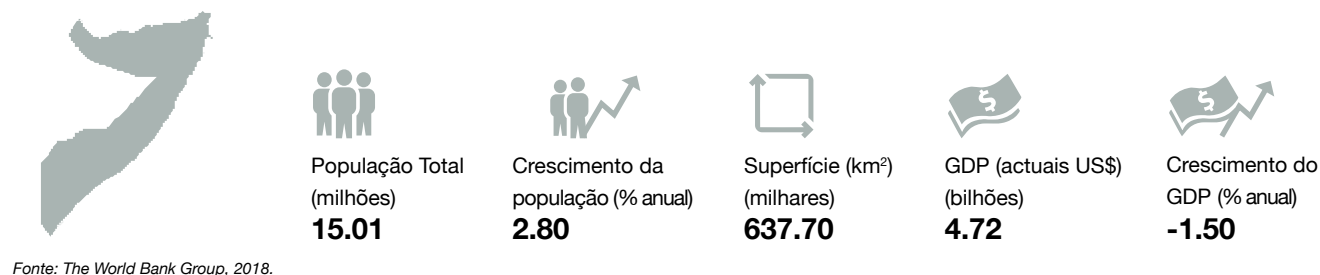 População Total
(milhões)
15.01
Crescimento da
população (% anual)
2.80
Superfície (km²)
(milhares)
637.70
GDP (actuais US$)
(bilhões)
4.72
Crescimento do
GDP (% anual)
-1.50
Fonte: The World Bank Group, 2018.